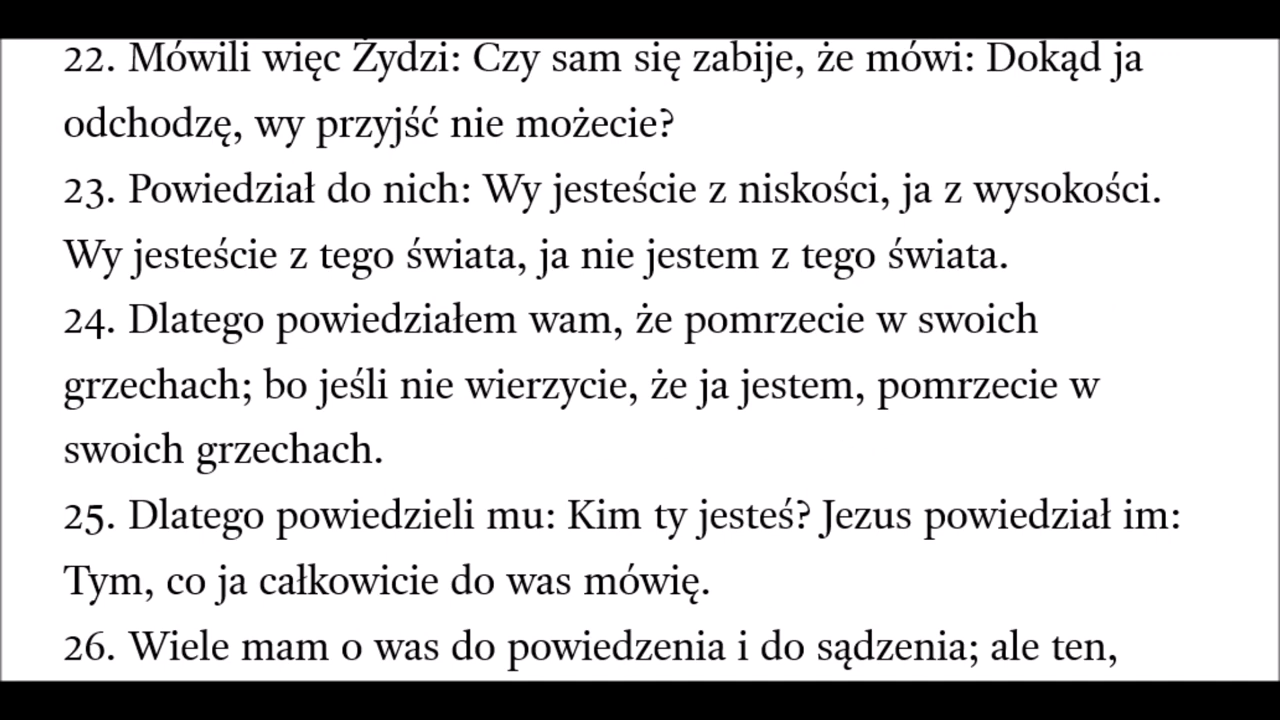 22. Mówili więc Żydzi: Czy sam się zabije, że mówi: Dokąd ja
odchodzę, wy przyjść nie możecie?
23. Powiedział do nich: Wy jesteście z niskości, ja z wysokości.
Wy jesteście z tego świata, ja nie jestem z tego świata.
24. Dlatego powiedziałem wam, że pomrzecie w swoich
grzechach; bo jeśli nie wierzycie, że ja jestem, pomrzecie w
swoich grzechach.
25. Dlatego powiedzieli mu: Kim ty jesteś? Jezus powiedział im:
Tym, co ja całkowicie do was mówię.
26. Wiele mam o was do powiedzenia i do sądzenia; ale ten,